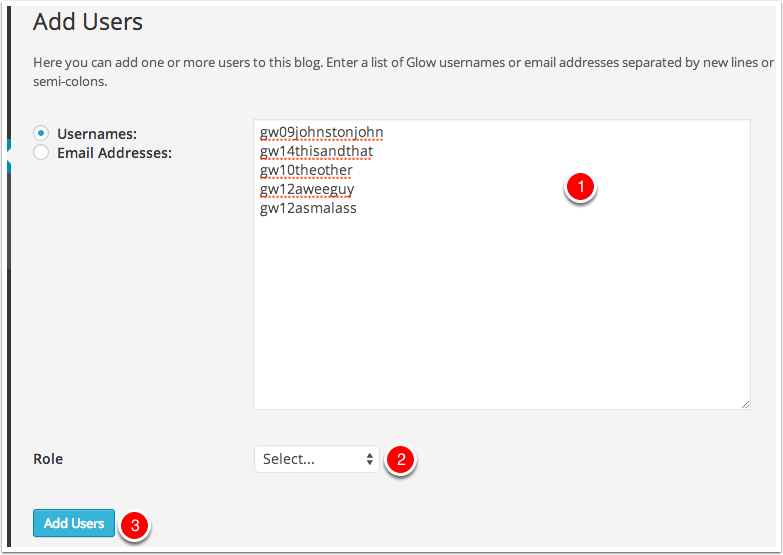 Add Users
Here you can add one or more users to this blog. Enter a list of Glow usernames or email addresses separated by new lines or
semi-colons.
Usernames:
Email Addresses:
gw09johnstonjohn
gw14thisandthat
gw10theother
gw12aweeguy
gw12asmalass
1
Role
Select...
2
Add Users
3